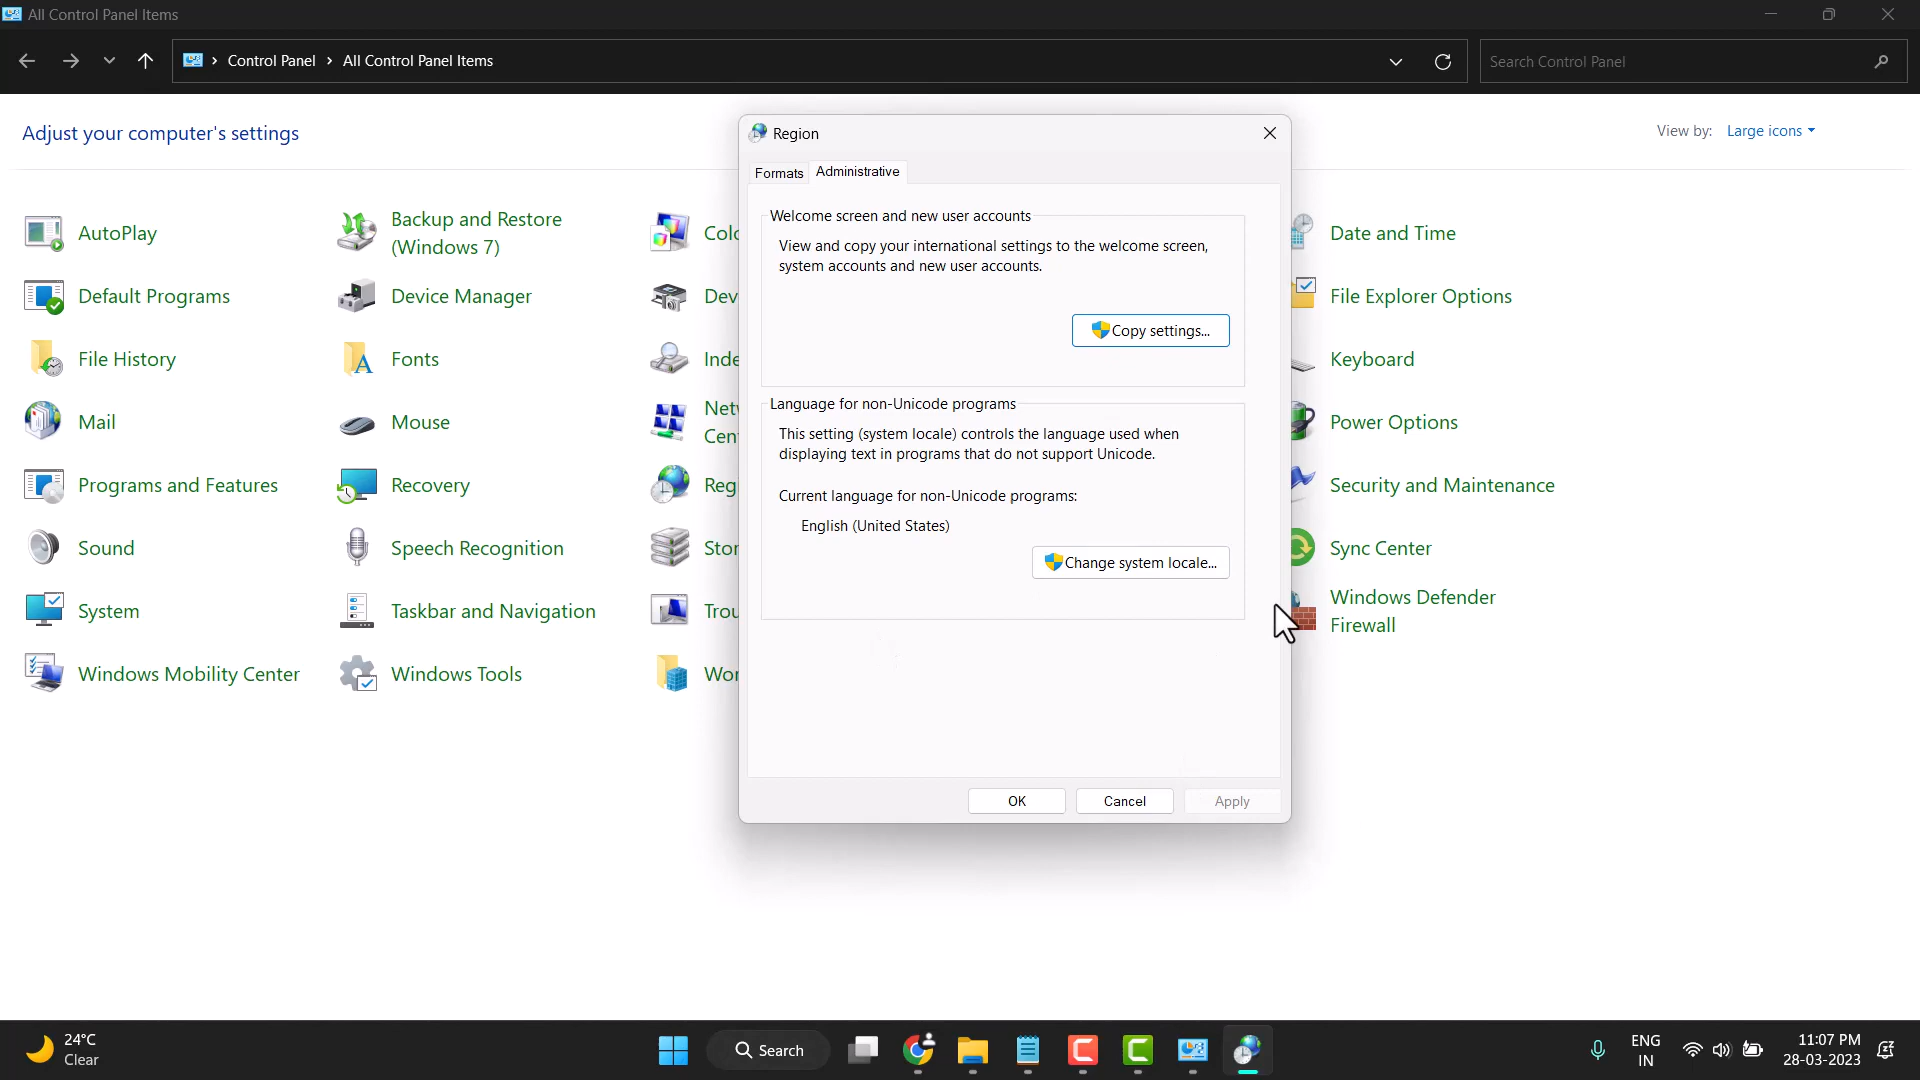 All Control Panel Items
Control Panel › All Control Panel Items
Search Control Panel
Adjust your computer's settings
View by: Large icons
AutoPlay
Backup and Restore
(Windows 7)
Date and Time
Default Programs
Device Manager
File Explorer Options
File History
Fonts
Keyboard
Mail
Mouse
Power Options
Programs and Features
Recovery
Security and Maintenance
Sound
Speech Recognition
Sync Center
System
Taskbar and Navigation
Windows Defender
Firewall
Windows Mobility Center
Windows Tools
Region
Formats
Administrative
Welcome screen and new user accounts
View and copy your international settings to the welcome screen,
system accounts and new user accounts.
Copy settings...
Language for non-Unicode programs
This setting (system locale) controls the language used when
displaying text in programs that do not support Unicode.
Current language for non-Unicode programs:
English (United States)
Change system locale...
OK
Cancel
Apply
24°C
Clear
Search
ENG
IN
11:07 PM
28-03-2023